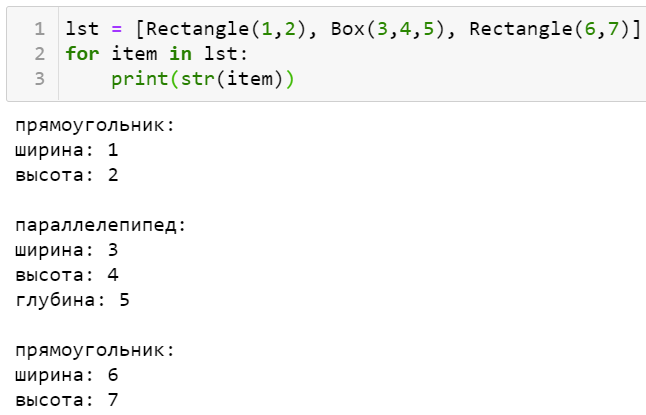 1 lst = [Rectangle(1,2), Box(3,4,5), Rectangle(6,7)]
2 for item in lst:
3     print(str(item))
прямоугольник:
ширина: 1
высота: 2
параллелепипед:
ширина: 3
высота: 4
глубина: 5
прямоугольник:
ширина: 6
высота: 7